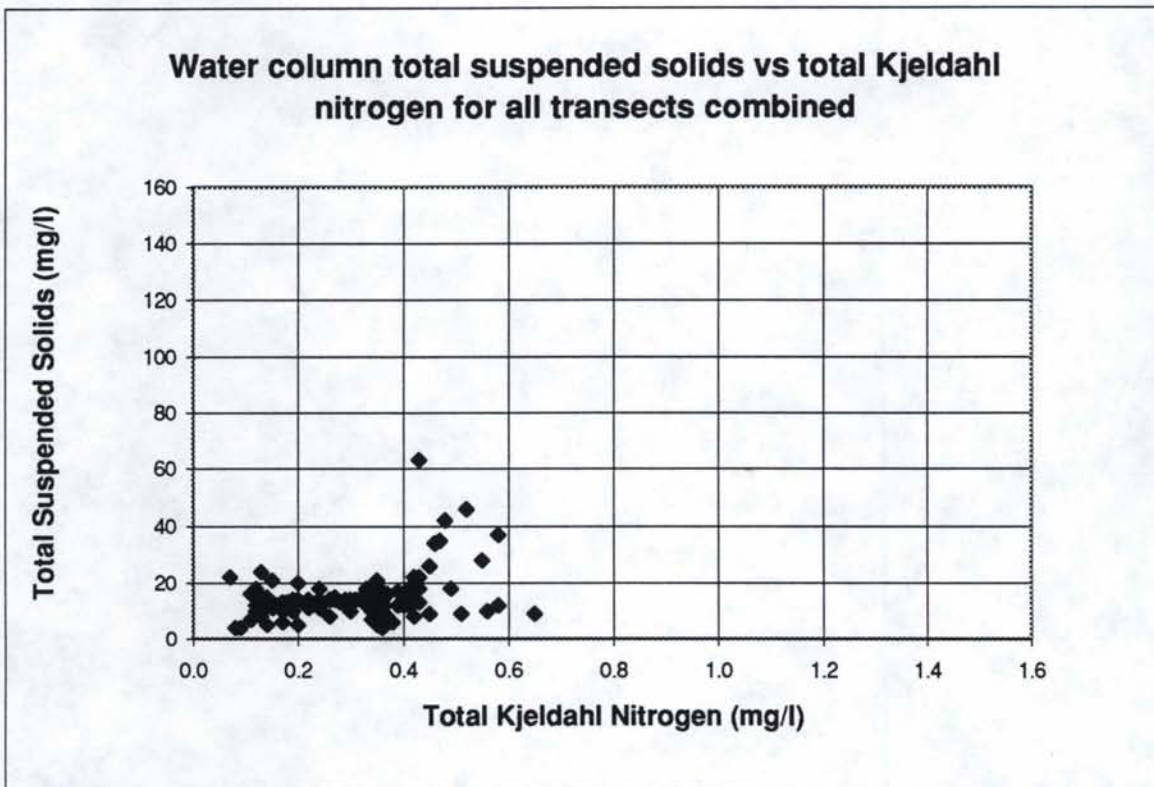 Water column total suspended solids vs total Kjeldahl
nitrogen for all transects combined
Total Suspended Solids (mg/l)
160
140
120
100
80
60
40
20
0
0.0 0.2 0.4 0.6 0.8 1.0 1.2 1.4 1.6
Total Kjeldahl Nitrogen (mg/l)